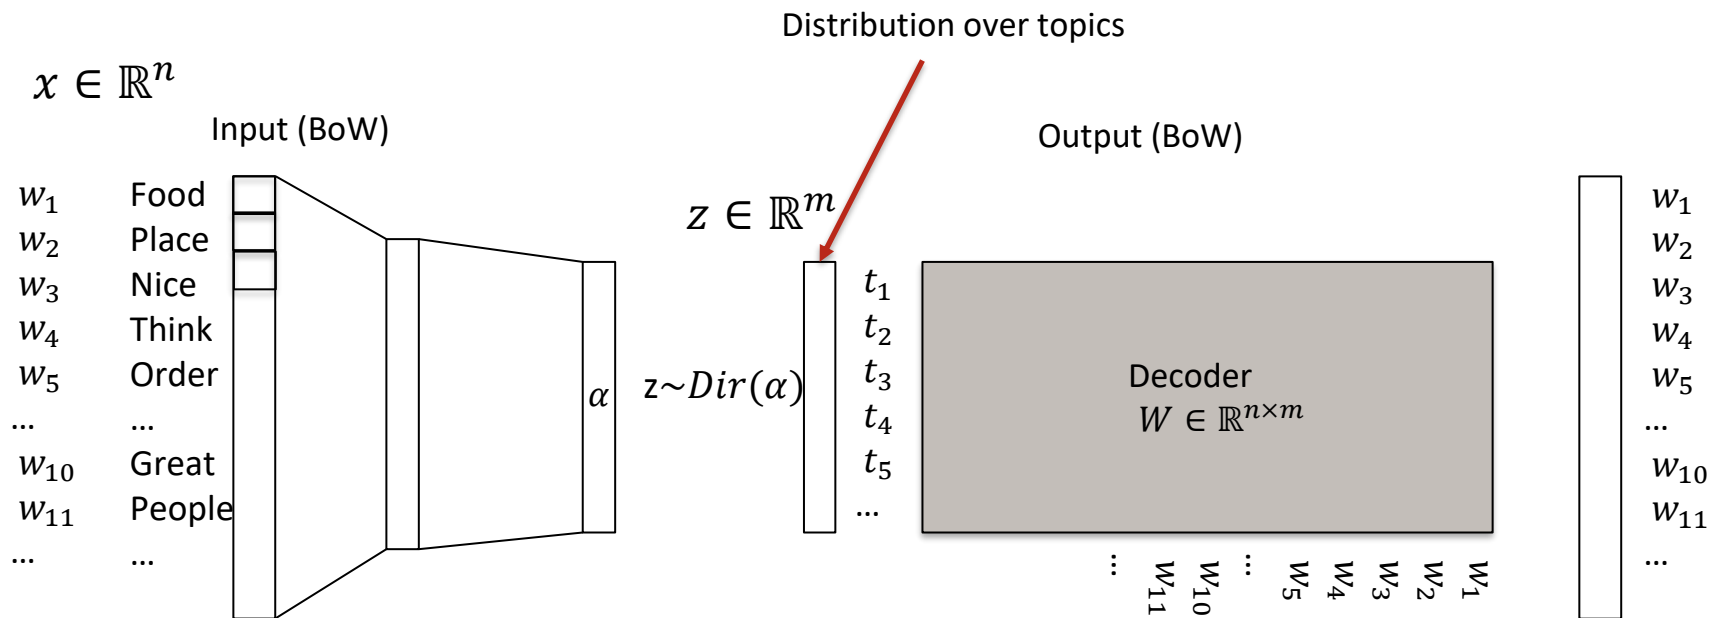 Distribution over topics
x ∈ ℝⁿ
Input (BoW)
Output (BoW)
w₁ Food
w₂ Place
w₃ Nice
w₄ Think
w₅ Order
... ...
w₁₀ Great
w₁₁ People
... ...
α
z~Dir(α)
z ∈ ℝᵐ
t₁
t₂
t₃
t₄
t₅
...
Decoder
W ∈ ℝⁿˣᵐ
... w₁₁ w₁₀ ... w₅ w₄ w₃ w₂ w₁
w₁
w₂
w₃
w₄
w₅
...
w₁₀
w₁₁
...